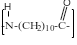 H O
[N-(CH₂)₁₀-C-